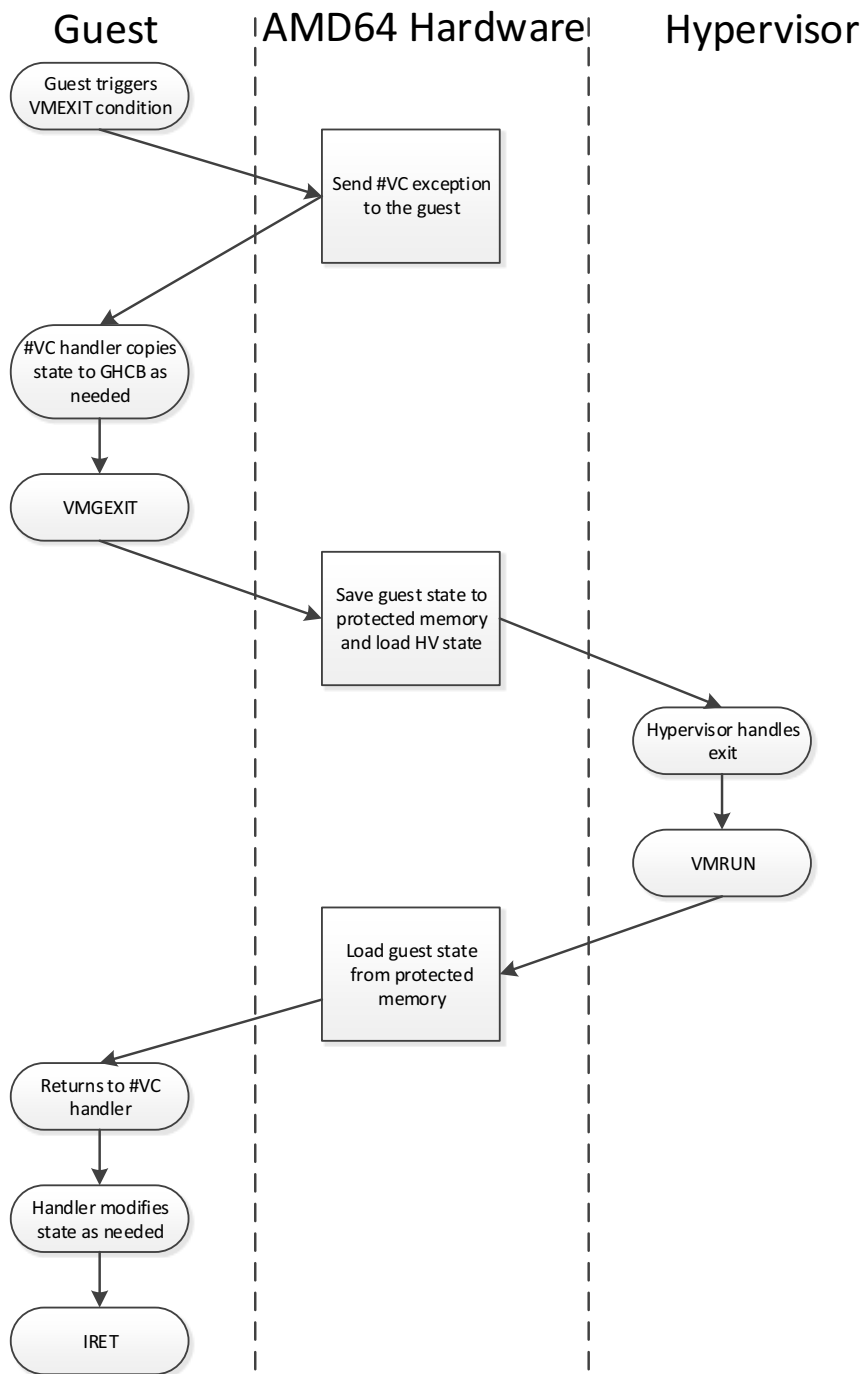 Guest
AMD64 Hardware
Hypervisor
Guest triggers
VMEXIT condition
Send #VC exception
to the guest
#VC handler copies
state to GHCB as
needed
VMGEXIT
Save guest state to
protected memory
and load HV state
Hypervisor handles
exit
VMRUN
Load guest state
from protected
memory
Returns to #VC
handler
Handler modifies
state as needed
IRET